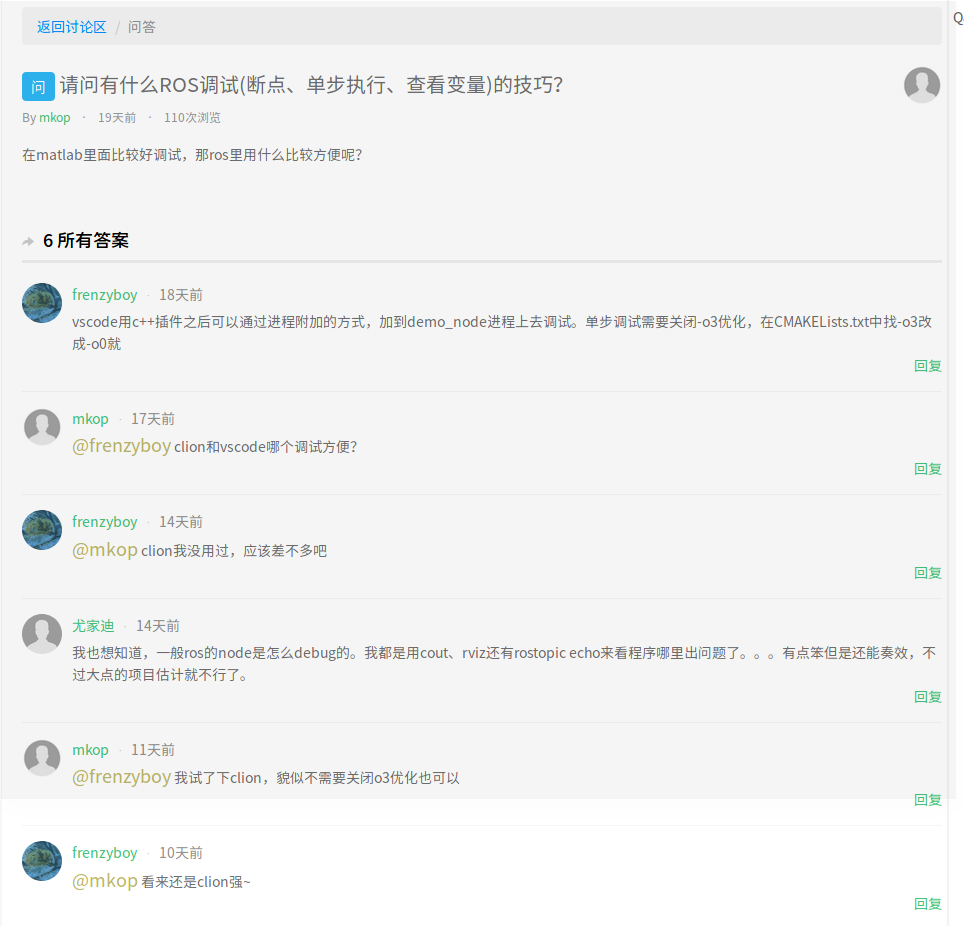 返回讨论区 / 问答
Q
问 请问有什么ROS调试(断点、单步执行、查看变量)的技巧?
By mkop · 19天前 · 110次浏览
在matlab里面比较好调试，那ros里用什么比较方便呢?
6 所有答案
frenzyboy · 18天前
vscode用c++插件之后可以通过进程附加的方式，加到demo_node进程上去调试。单步调试需要关闭-o3优化，在CMAKELists.txt中找-o3改
成-o0就
回复
mkop · 17天前
@frenzyboy clion和vscode哪个调试方便?
回复
frenzyboy · 14天前
@mkop clion我没用过，应该差不多吧
回复
尤家迪 · 14天前
我也想知道，一般ros的node是怎么debug的。我都是用cout、rviz还有rostopic echo来看程序哪里出问题了。。。有点笨但是还能奏效，不
过大点的项目估计就不行了。
回复
mkop · 11天前
@frenzyboy 我试了下clion，貌似不需要关闭o3优化也可以
回复
frenzyboy · 10天前
@mkop 看来还是clion强~
回复